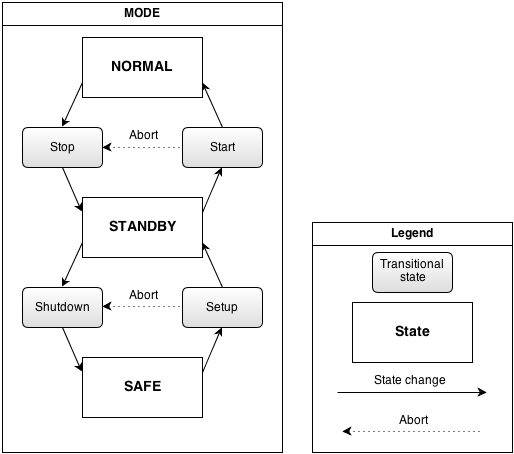 MODE
NORMAL
Abort
Stop
Start
STANDBY
Abort
Shutdown
Setup
SAFE
Legend
Transitional
state
State
State change
Abort